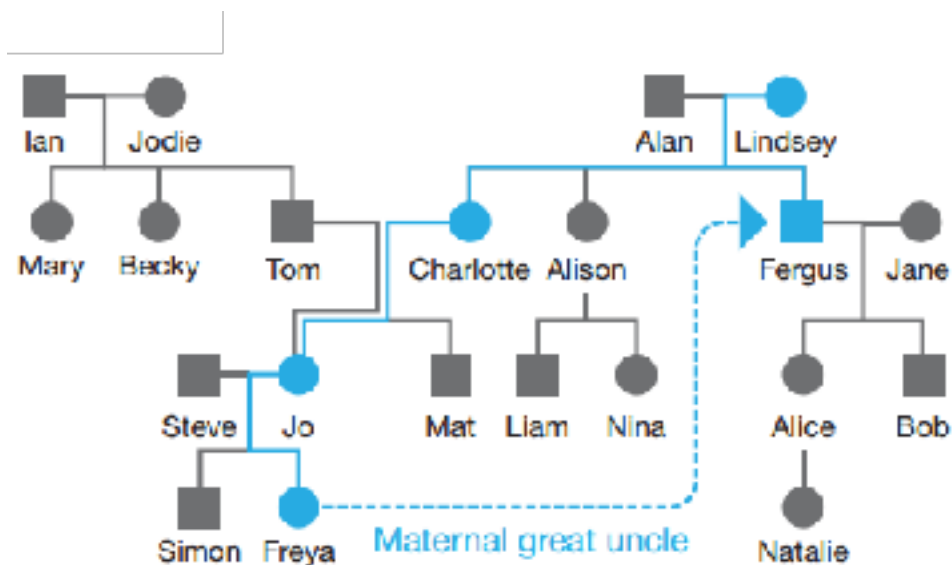 Ian Jodie Alan Lindsey
Mary Becky Tom Charlotte Alison Fergus Jane
Steve Jo Mat Liam Nina Alice Bob
Simon Freya Maternal great uncle Natalie